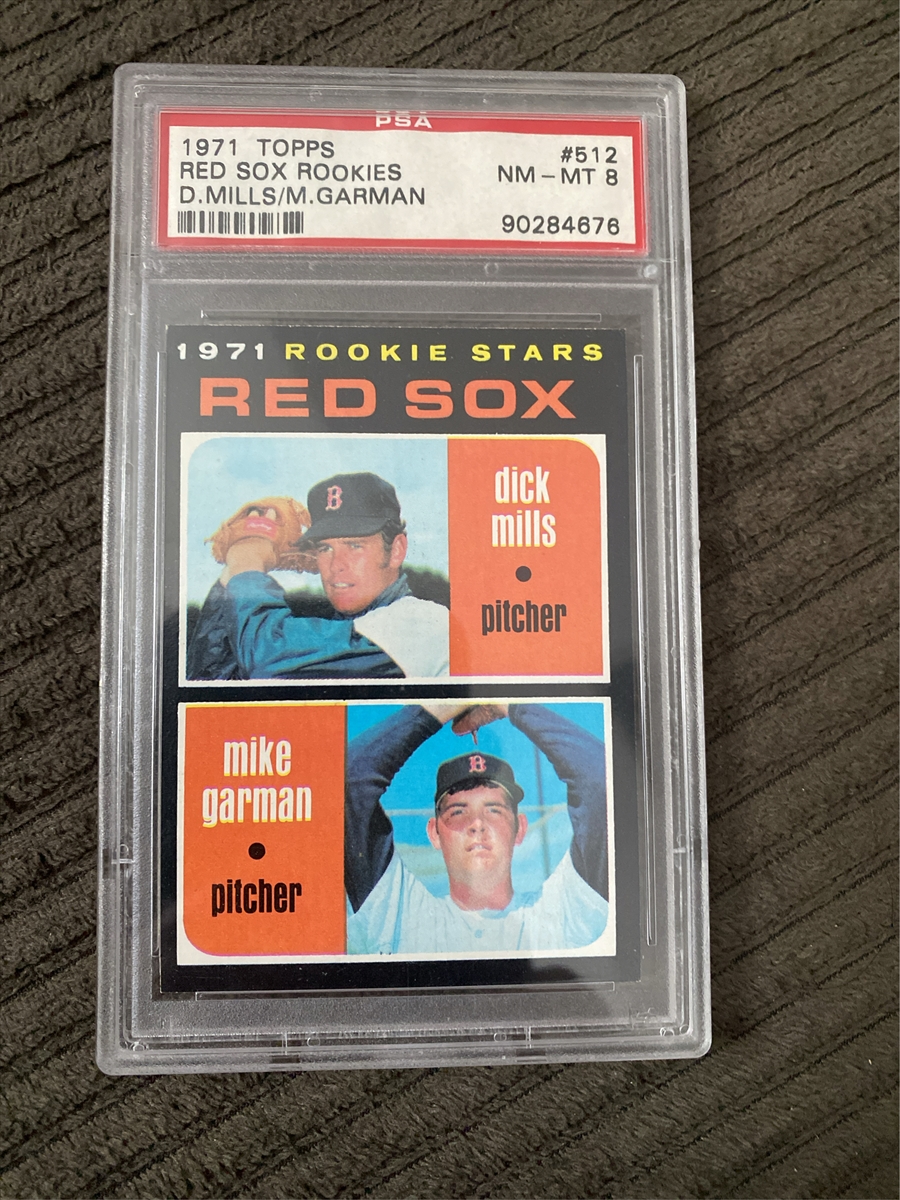 PSA
1971 TOPPS #512
RED SOX ROOKIES NM-MT 8
D.MILLS/M.GARMAN
90284676
1971 ROOKIE STARS
RED SOX
B
dick
mills
pitcher
B
mike
garman
pitcher